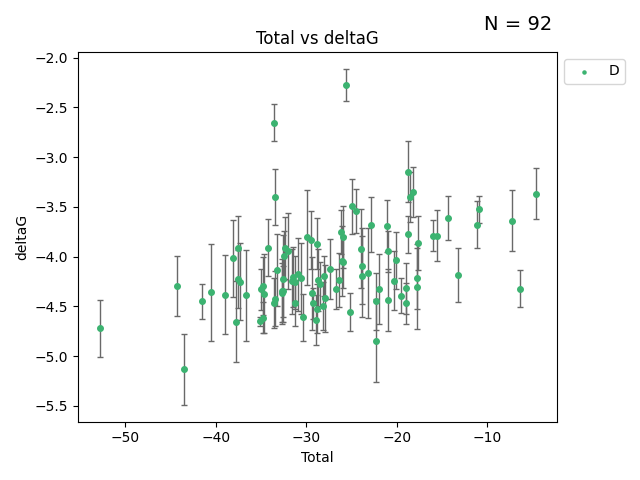 N = 92
Total vs deltaG
D
deltaG
−2.0
−2.5
−3.0
−3.5
−4.0
−4.5
−5.0
−5.5
−50 −40 −30 −20 −10
Total